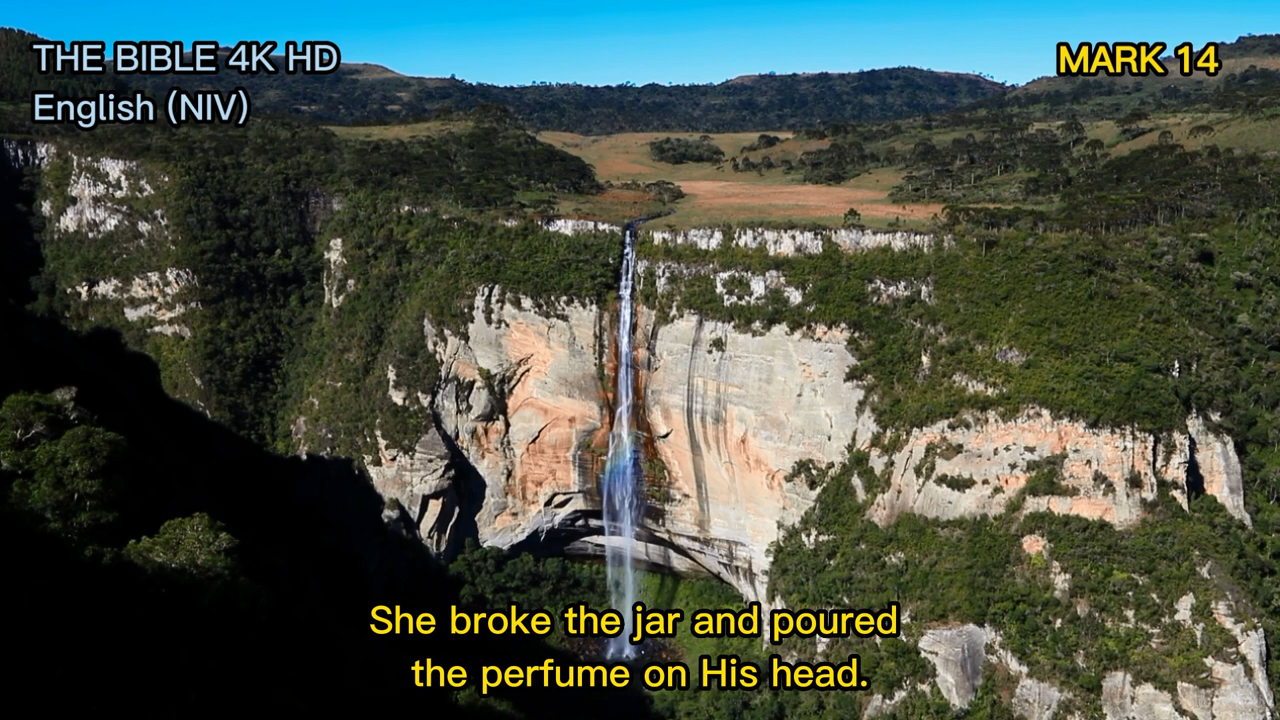 THE BIBLE 4K HD
English (NIV)
MARK 14
She broke the jar and poured
the perfume on His head.